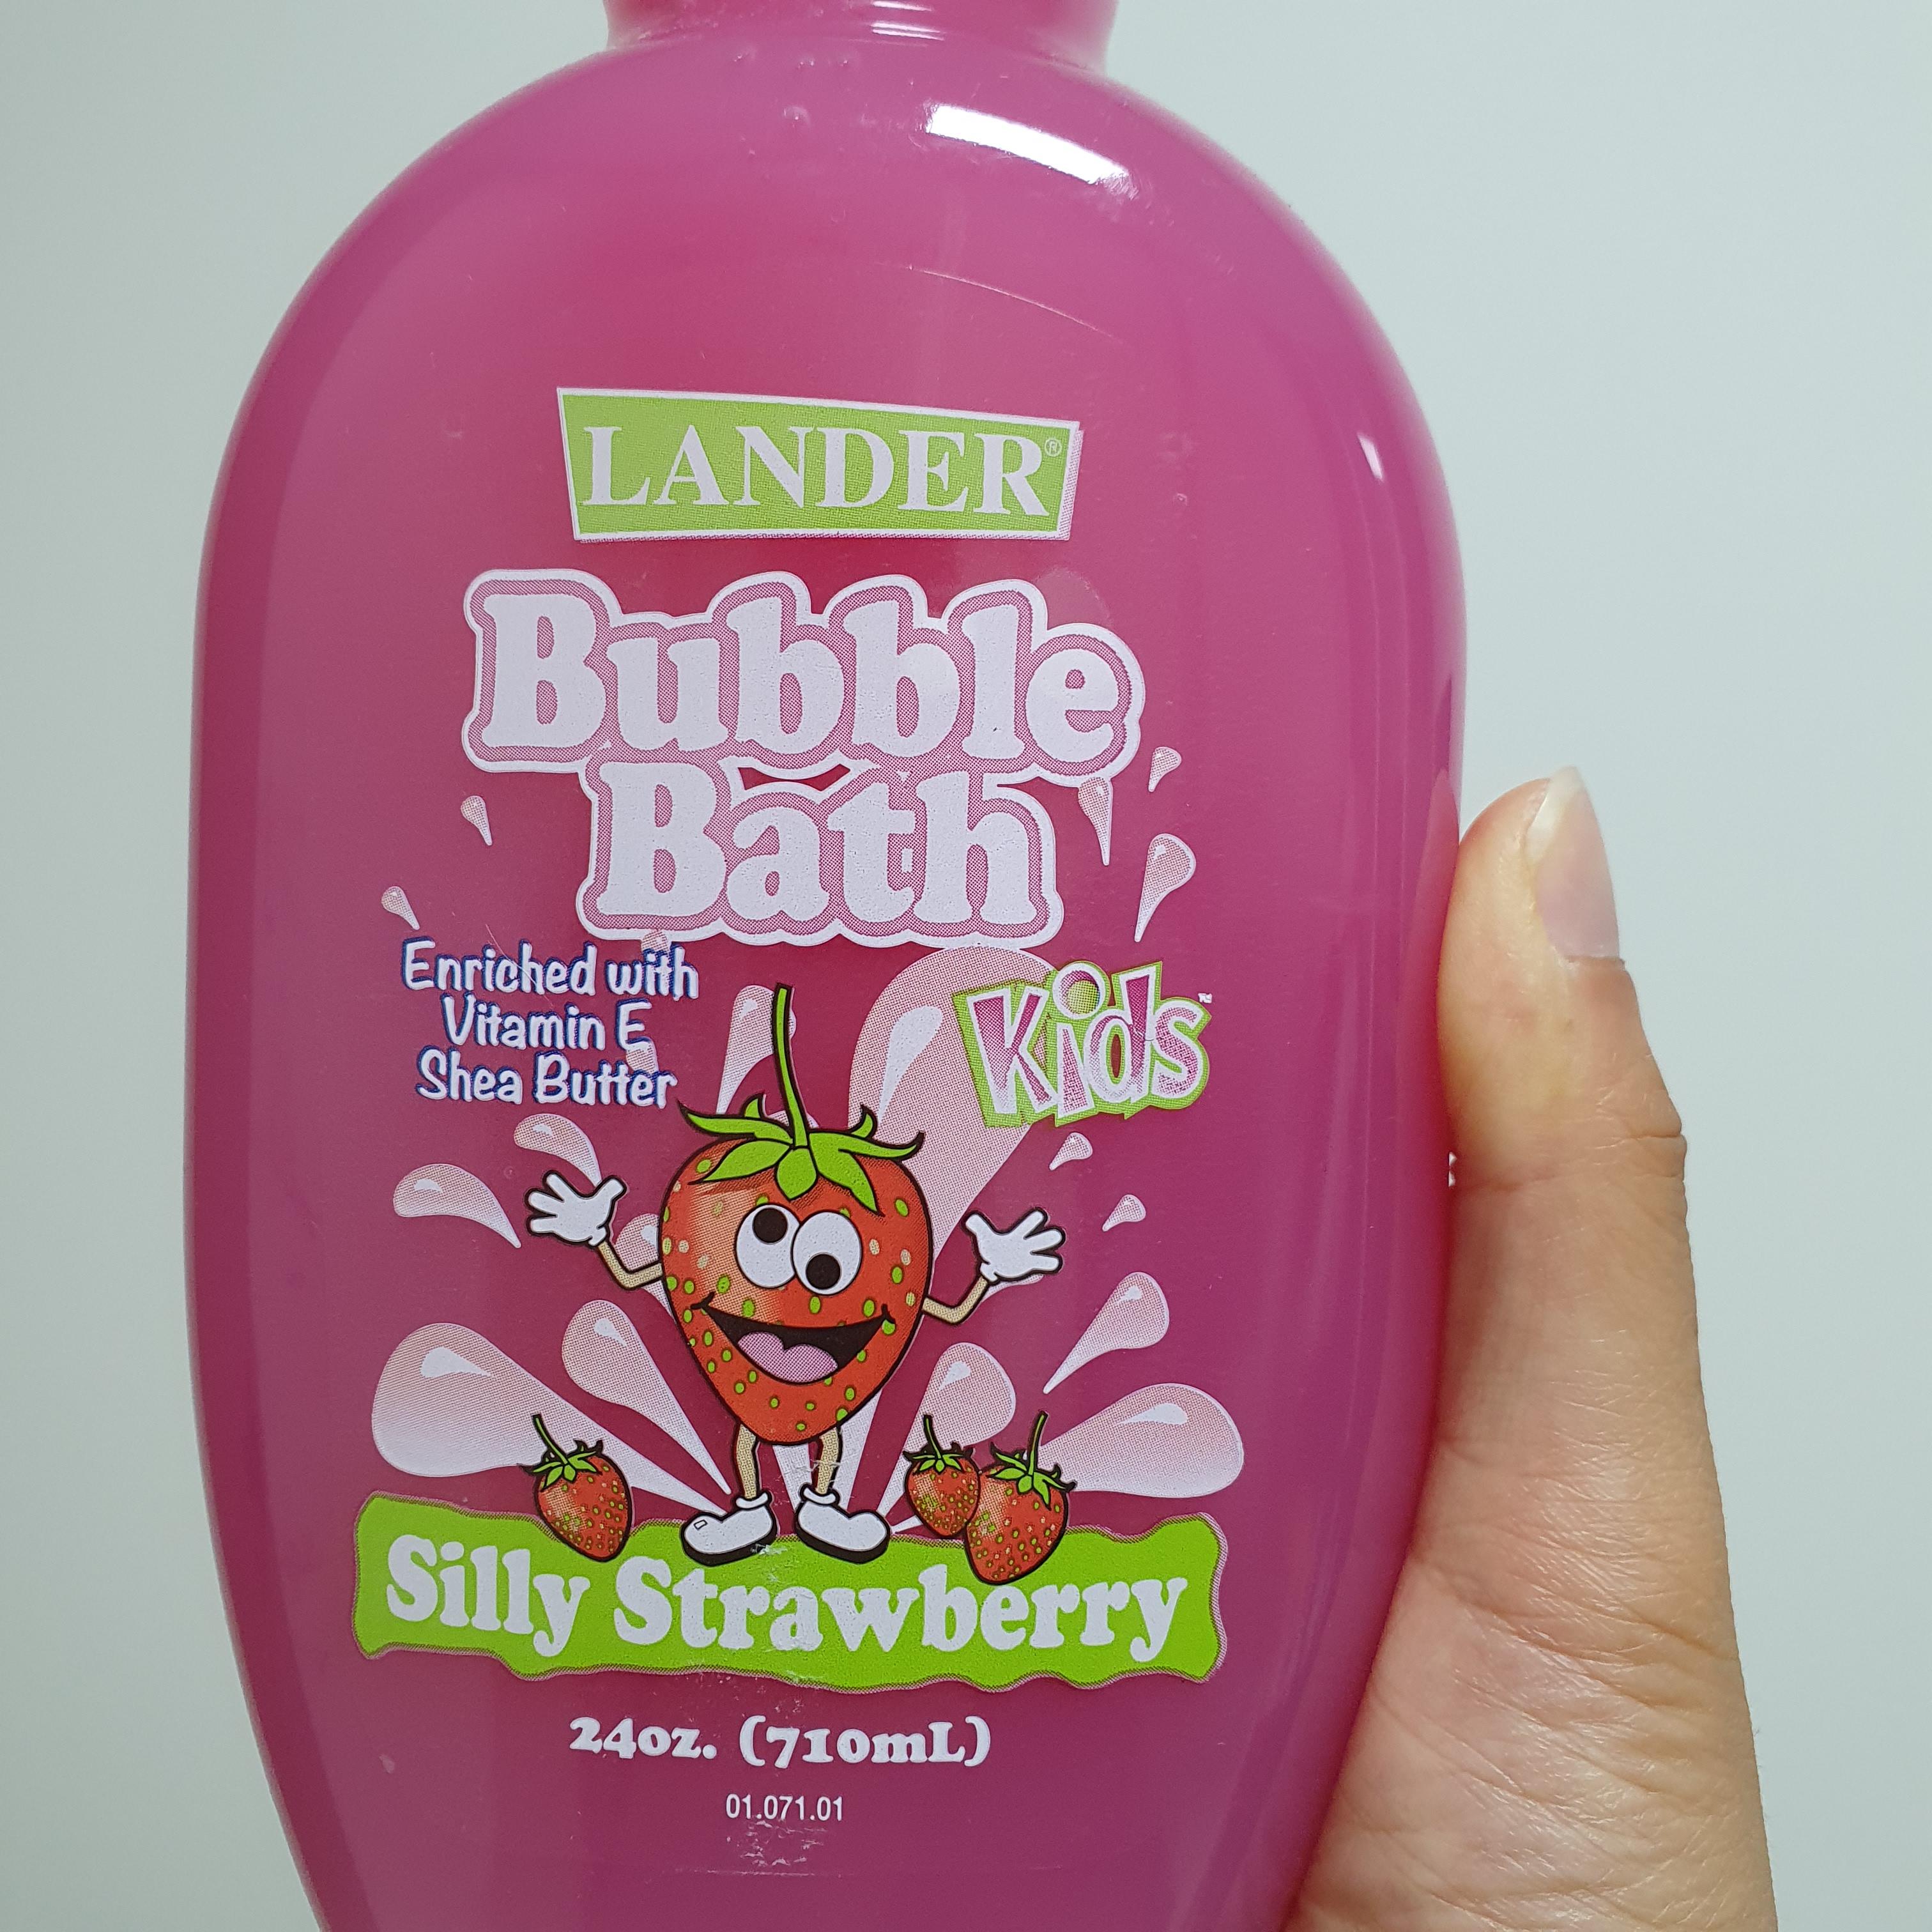 LANDER®
Bubble
Bath
Enriched with
Vitamin E
Shea Butter
Kids™
Silly Strawberry
24oz. (710mL)
01.071.01